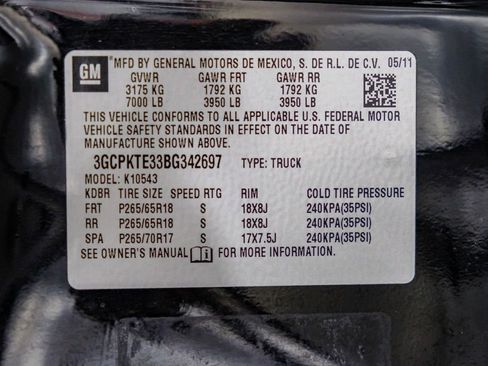 GM MFD BY GENERAL MOTORS DE MEXICO, S. DE R.L. DE C.V. 05/11
GVWR GAWR FRT GAWR RR
3175 KG 1792 KG 1792 KG
7000 LB 3950 LB 3950 LB
THIS VEHICLE CONFORMS TO ALL APPLICABLE U.S. FEDERAL MOTOR
VEHICLE SAFETY STANDARDS IN EFFECT ON THE DATE OF
MANUFACTURE SHOWN ABOVE.
3GCPKTE33BG342697 TYPE: TRUCK
MODEL: K10543
KDBR TIRE SIZE SPEED RTG RIM COLD TIRE PRESSURE
FRT P265/65R18 S 18X8J 240KPA(35PSI)
RR P265/65R18 S 18X8J 240KPA(35PSI)
SPA P265/70R17 S 17X7.5J 240KPA(35PSI)
SEE OWNER'S MANUAL i FOR MORE INFORMATION.